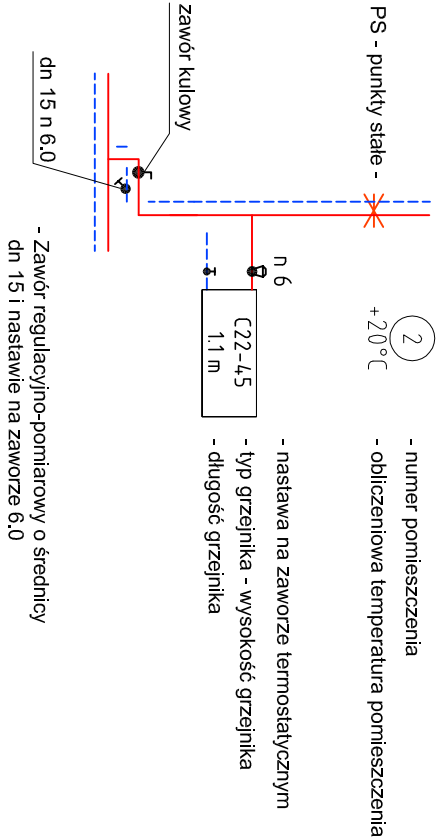 2
- numer pomieszczenia
+20°C
- obliczeniowa temperatura pomieszczenia
PS - punkty stałe -
n 6
- nastawa na zaworze termostatycznym
C22-45
- typ grzejnika - wysokość grzejnika
1.1 m
- długość grzejnika
zawór kulowy
dn 15 n 6.0
- Zawór regulacyjno-pomiarowy o średnicy
dn 15 i nastawie na zaworze 6.0